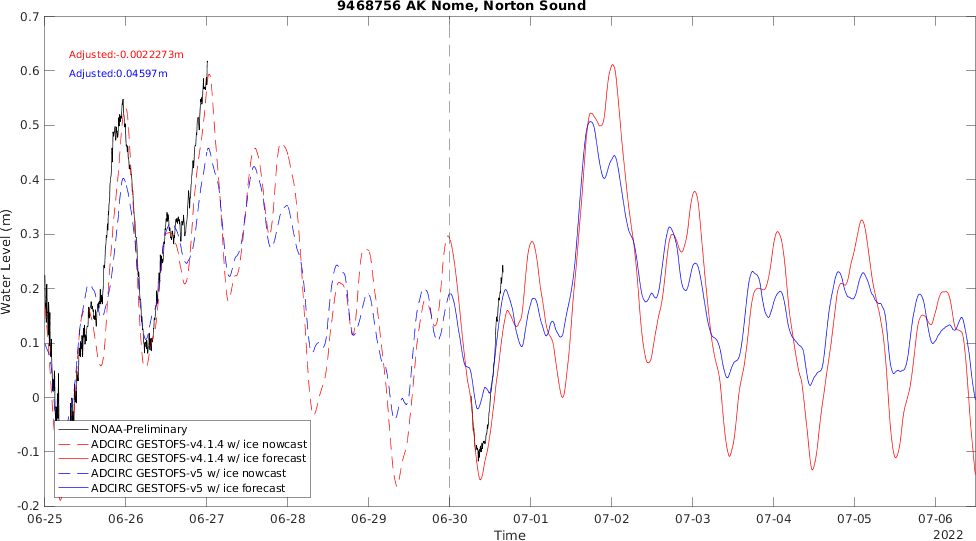 9468756 AK Nome, Norton Sound
Adjusted:-0.0022273m
Adjusted:0.04597m
Water Level (m)
0.7
0.6
0.5
0.4
0.3
0.2
0.1
0
-0.1
-0.2
NOAA-Preliminary
ADCIRC GESTOFS-v4.1.4 w/ ice nowcast
ADCIRC GESTOFS-v4.1.4 w/ ice forecast
ADCIRC GESTOFS-v5 w/ ice nowcast
ADCIRC GESTOFS-v5 w/ ice forecast
06-25 06-26 06-27 06-28 06-29 06-30 07-01 07-02 07-03 07-04 07-05 07-06
Time
2022